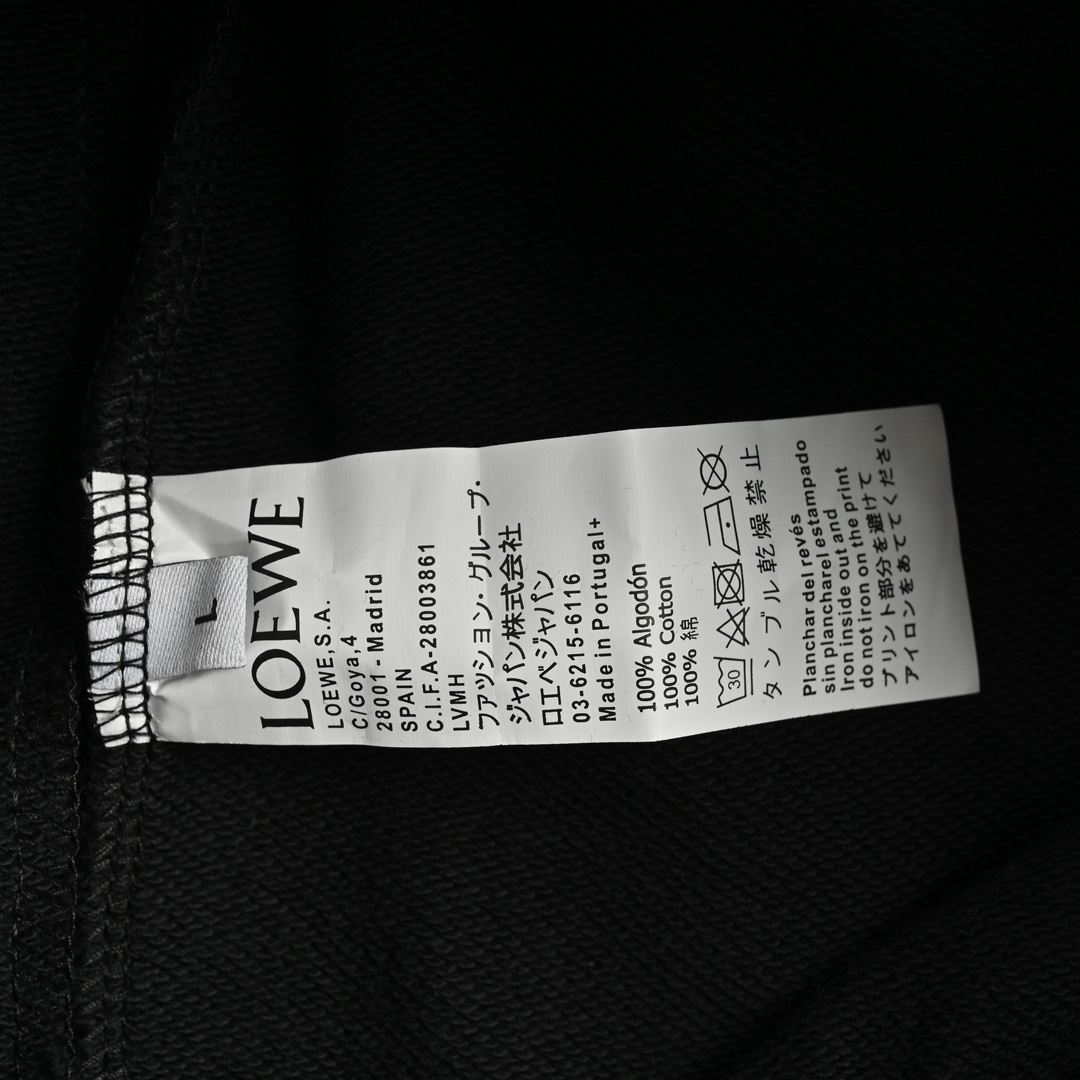 L
LOEWE
LOEWE,S.A.
C/Goya,4
28001 - Madrid
SPAIN
C.I.F.A-28003861
LVMH
ファッション・グループ・
ジャパン株式会社
ロエベジャパン
03-6215-6116
Made in Portugal+
100% Algodón
100% Cotton
100% 綿
30
タンブル乾燥禁止
Planchar del revés
sin planchar el estampado
Iron inside out and
do not iron on the print
プリント部分を避けて
アイロンをあててください